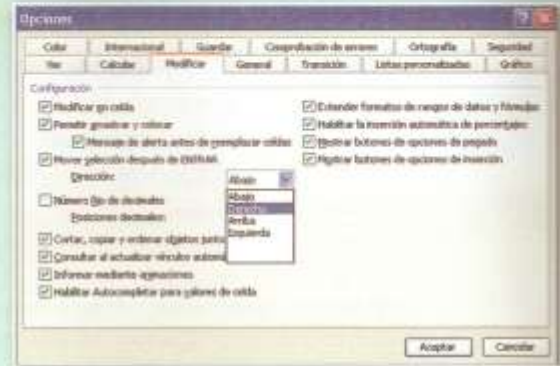 Opciones
Color Internacional Guardar Comprobación de errores Ortografía Seguridad
Ver Calcular Modificar General Transición Listas personalizadas Gráfico
Configuración
Modificar en celda
Permitir arrastrar y colocar
Mensaje de alerta antes de reemplazar celdas
Mover selección después de ENTRAR
Dirección: Abajo
Abajo
Derecha
Arriba
Izquierda
Número fijo de decimales
Posiciones decimales:
Cortar, copiar y ordenar objetos junto
Consultar al actualizar vínculos automá
Informar mediante animaciones
Habilitar Autocompletar para valores de celda
Extender formatos de rangos de datos y fórmulas
Habilitar la inserción automática de porcentajes
Mostrar botones de opciones de pegado
Mostrar botones de opciones de inserción
Aceptar Cancelar